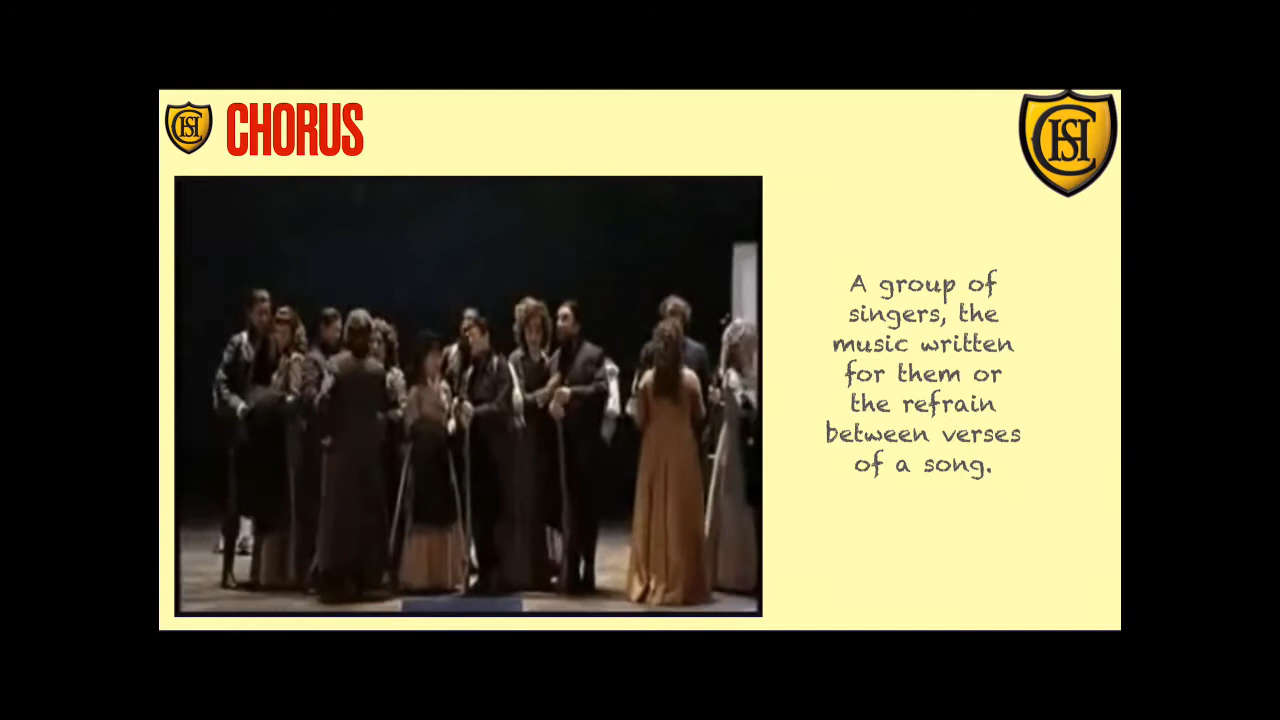 CHORUS
A group of
singers, the
music written
for them or
the refrain
between verses
of a song.